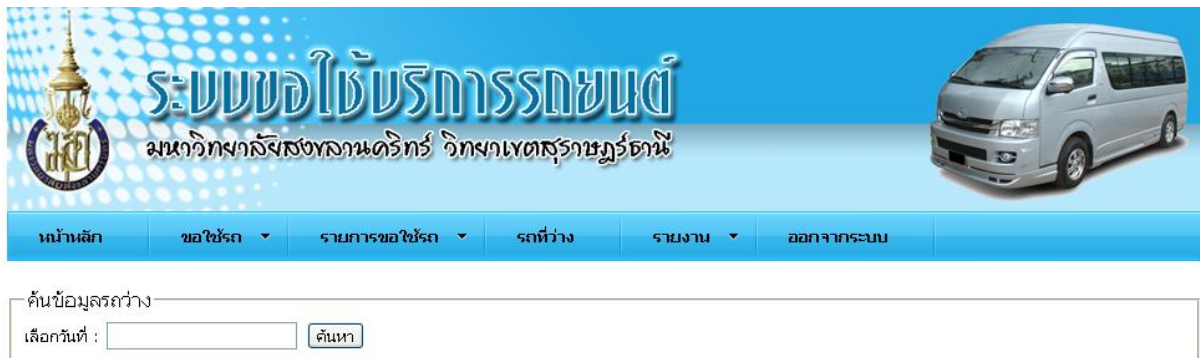 ระบบขอใช้บริการรถยนต์
มหาวิทยาลัยสงขลานครินทร์ วิทยาเขตสุราษฎร์ธานี
หน้าหลัก ขอใช้รถ รายการขอใช้รถ รถที่ว่าง รายงาน ออกจากระบบ
ค้นข้อมูลรถว่าง
เลือกวันที่ : ค้นหา